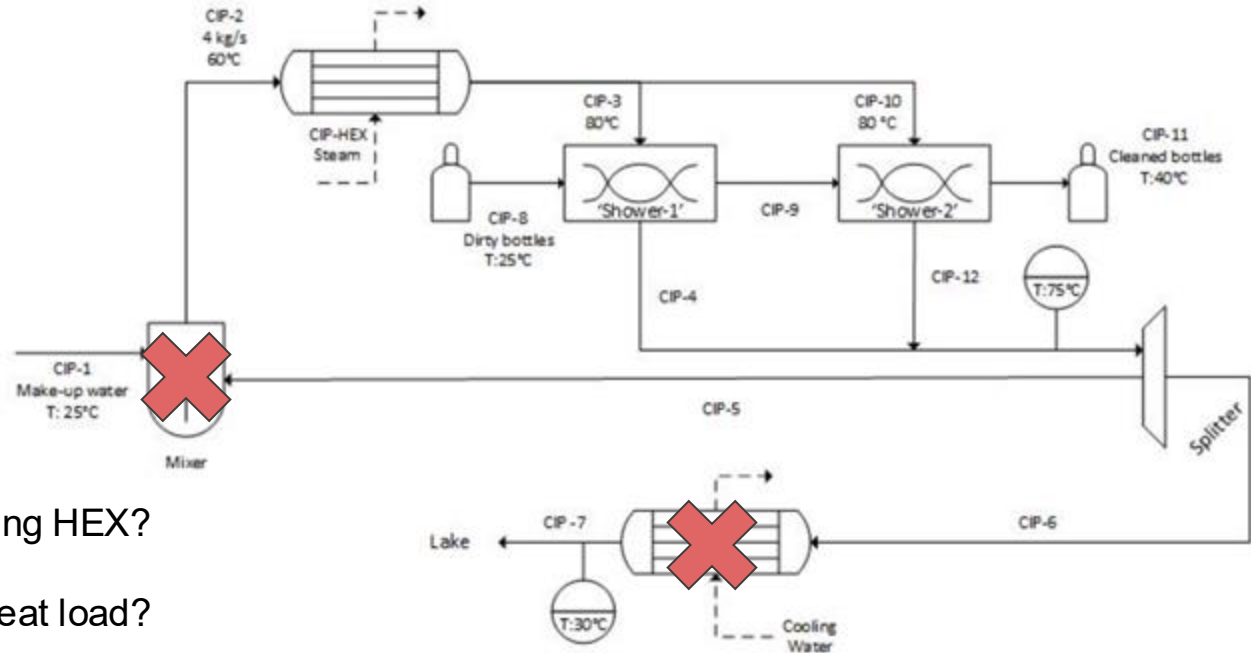 CIP-2
4 kg/s
60°C
CIP-HEX
Steam
CIP-3
80°C
CIP-10
80 °C
CIP-11
Cleaned bottles
T:40°C
'Shower-1'
'Shower-2'
CIP-8
Dirty bottles
T:25°C
CIP-9
CIP-4
CIP-12
T:75°C
CIP-1
Make-up water
T: 25°C
Mixer
CIP-5
Splitter
ng HEX?
eat load?
Lake
CIP -7
CIP-6
T:30°C
Cooling
Water